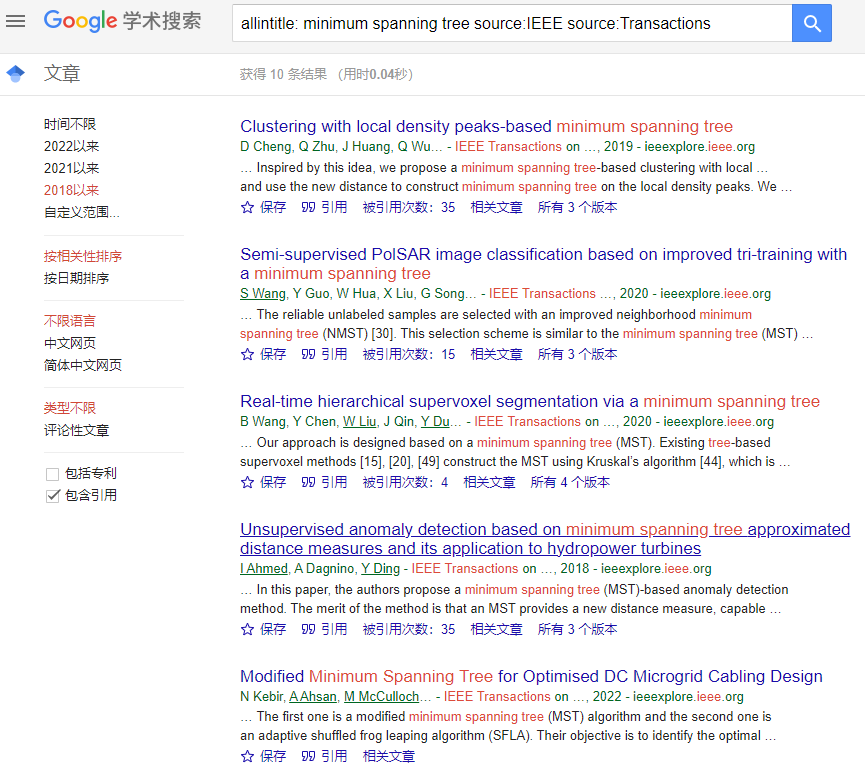 Google 学术搜索
allintitle: minimum spanning tree source:IEEE source:Transactions
文章
获得 10 条结果 (用时0.04秒)
时间不限
2022以来
2021以来
2018以来
自定义范围...
按相关性排序
按日期排序
不限语言
中文网页
简体中文网页
类型不限
评论性文章
包括专利
包含引用
Clustering with local density peaks-based minimum spanning tree
D Cheng, Q Zhu, J Huang, Q Wu… - IEEE Transactions on …, 2019 - ieeexplore.ieee.org
… Inspired by this idea, we propose a minimum spanning tree-based clustering with local …
and use the new distance to construct minimum spanning tree on the local density peaks. We …
保存 引用 被引用次数：35 相关文章 所有 3 个版本
Semi-supervised PolSAR image classification based on improved tri-training with
a minimum spanning tree
S Wang, Y Guo, W Hua, X Liu, G Song… - IEEE Transactions …, 2020 - ieeexplore.ieee.org
… The reliable unlabeled samples are selected with an improved neighborhood minimum
spanning tree (NMST) [30]. This selection scheme is similar to the minimum spanning tree (MST) …
保存 引用 被引用次数：15 相关文章 所有 3 个版本
Real-time hierarchical supervoxel segmentation via a minimum spanning tree
B Wang, Y Chen, W Liu, J Qin, Y Du… - IEEE Transactions on …, 2020 - ieeexplore.ieee.org
… Our approach is designed based on a minimum spanning tree (MST). Existing tree-based
supervoxel methods [15], [20], [49] construct the MST using Kruskal's algorithm [44], which is …
保存 引用 被引用次数：4 相关文章 所有 4 个版本
Unsupervised anomaly detection based on minimum spanning tree approximated
distance measures and its application to hydropower turbines
I Ahmed, A Dagnino, Y Ding - IEEE Transactions on …, 2018 - ieeexplore.ieee.org
… In this paper, the authors propose a minimum spanning tree (MST)-based anomaly detection
method. The merit of the method is that an MST provides a new distance measure, capable …
保存 引用 被引用次数：35 相关文章 所有 3 个版本
Modified Minimum Spanning Tree for Optimised DC Microgrid Cabling Design
N Kebir, A Ahsan, M McCulloch… - IEEE Transactions on …, 2022 - ieeexplore.ieee.org
… The first one is a modified minimum spanning tree (MST) algorithm and the second one is
an adaptive shuffled frog leaping algorithm (SFLA). Their objective is to identify the optimal …
保存 引用 相关文章